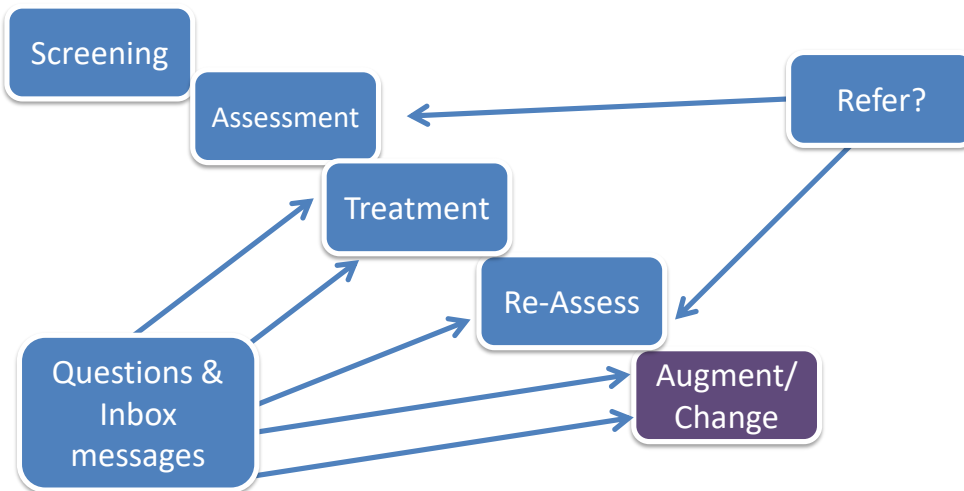 Screening
Assessment
Refer?
Treatment
Re-Assess
Questions &
Inbox
messages
Augment/
Change